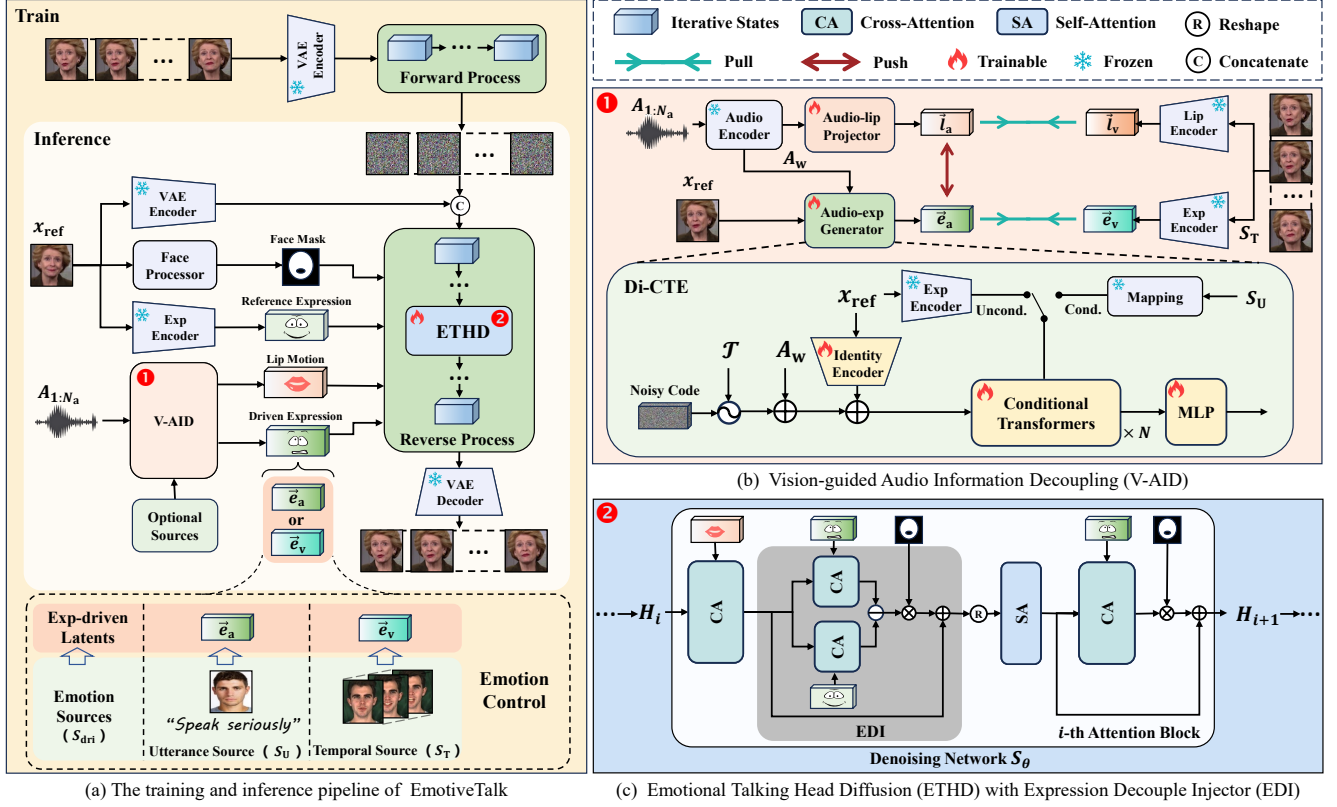 Train
VAE
Encoder
Forward Process
Inference
VAE
Encoder
C
x_ref
Face
Processor
Face Mask
Exp
Encoder
Reference Expression
ETHD
2
Lip Motion
1
A_{1:N_a}
V-AID
Driven Expression
Reverse Process
VAE
Decoder
Optional
Sources
e_a
or
e_v
Exp-driven
Latents
e_a
e_v
Emotion
Sources
(S_dri)
“Speak seriously”
Utterance Source (S_U)
Temporal Source (S_T)
Emotion
Control
(a) The training and inference pipeline of EmotiveTalk
Iterative States
CA
Cross-Attention
SA
Self-Attention
R
Reshape
Pull
Push
Trainable
Frozen
C
Concatenate
1
A_{1:N_a}
Audio
Encoder
Audio-lip
Projector
l_a
l_v
Lip
Encoder
A_w
x_ref
Audio-exp
Generator
e_a
e_v
Exp
Encoder
S_T
Di-CTE
x_ref
Exp
Encoder
Uncond.
Cond.
Mapping
S_U
𝒯
A_w
Identity
Encoder
Noisy Code
Conditional
Transformers
× N
MLP
(b) Vision-guided Audio Information Decoupling (V-AID)
2
H_i
CA
CA
CA
EDI
R
SA
CA
H_{i+1}
i-th Attention Block
Denoising Network S_θ
(c) Emotional Talking Head Diffusion (ETHD) with Expression Decouple Injector (EDI)